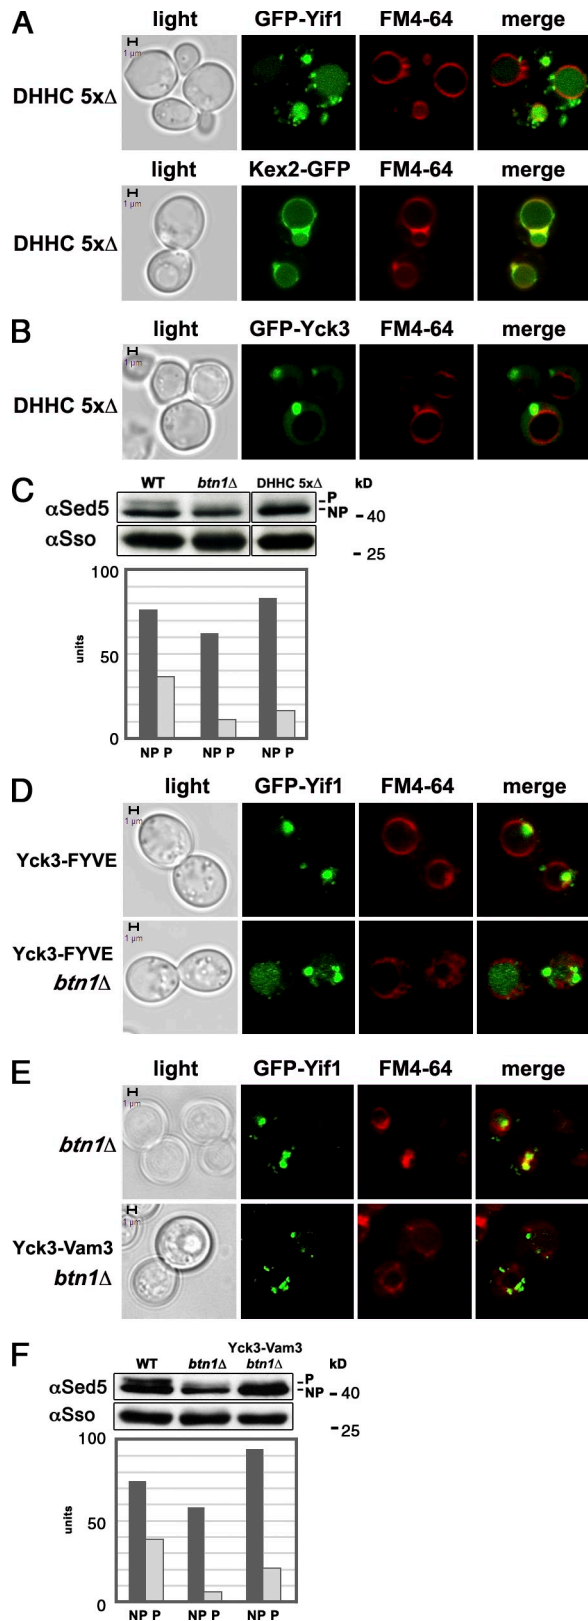 A
light GFP-Yif1 FM4-64 merge
1 µm
DHHC 5xΔ
light Kex2-GFP FM4-64 merge
1 µm
DHHC 5xΔ
B
light GFP-Yck3 FM4-64 merge
1 µm
DHHC 5xΔ
C
WT btn1Δ DHHC 5xΔ kD
αSed5 P
NP 40
αSso
25
100
50
0
units
NP P NP P NP P
D
light GFP-Yif1 FM4-64 merge
1 µm
Yck3-FYVE
1 µm
Yck3-FYVE
btn1Δ
E
light GFP-Yif1 FM4-64 merge
1 µm
btn1Δ
1 µm
Yck3-Vam3
btn1Δ
F
Yck3-Vam3
WT btn1Δ btn1Δ kD
αSed5 P
NP 40
αSso
25
100
50
0
units
NP P NP P NP P